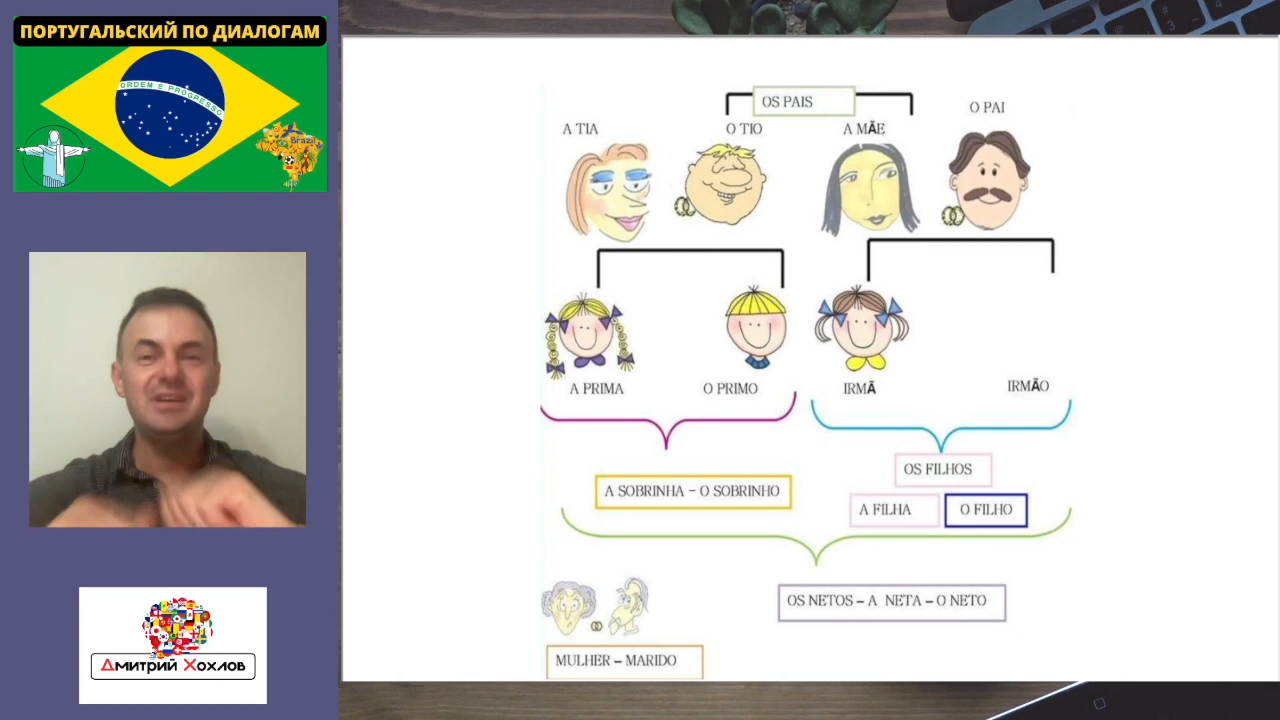 ПОРТУГАЛЬСКИЙ ПО ДИАЛОГАМ
ORDEM E PROGRESSO
Brazil
Дмитрий Хохлов
OS PAIS
O PAI
A TIA
O TIO
A MÃE
A PRIMA
O PRIMO
IRMÃ
IRMÃO
OS FILHOS
A SOBRINHA – O SOBRINHO
A FILHA
O FILHO
OS NETOS – A NETA – O NETO
MULHER – MARIDO